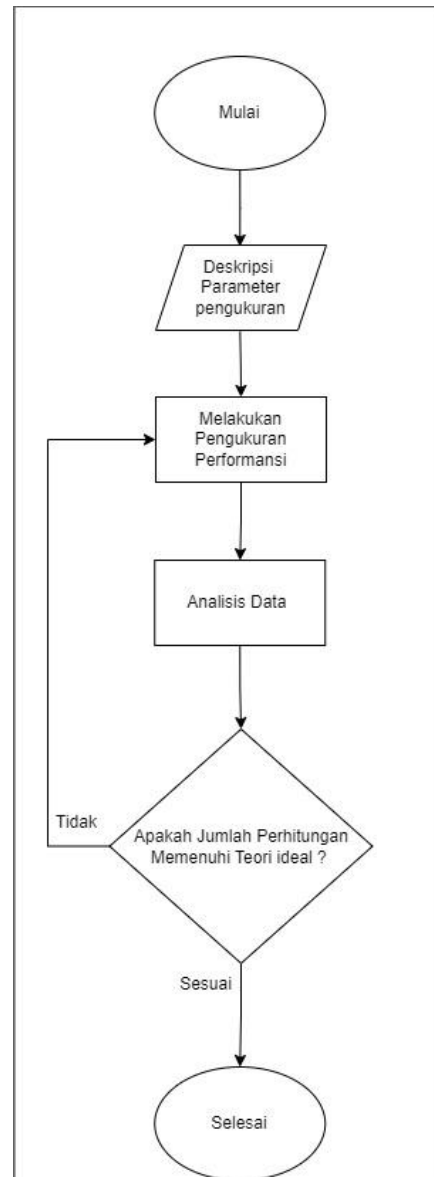 Mulai
Deskripsi
Parameter
pengukuran
Melakukan
Pengukuran
Performansi
Analisis Data
Tidak
Apakah Jumlah Perhitungan
Memenuhi Teori ideal ?
Sesuai
Selesai